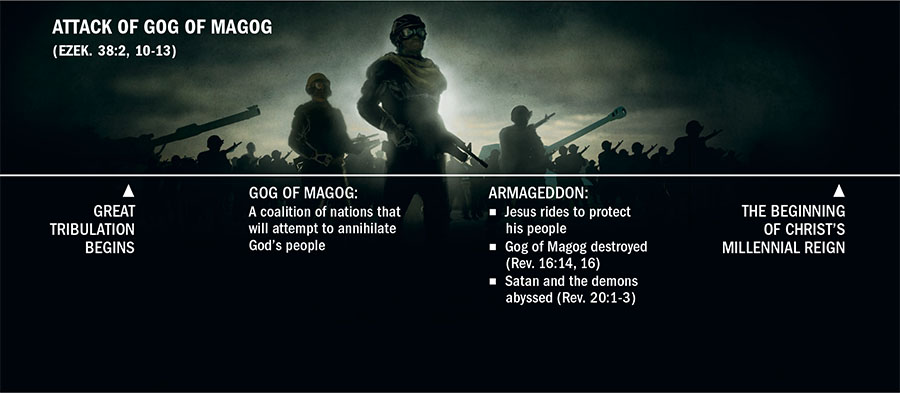 ATTACK OF GOG OF MAGOG
(EZEK. 38:2, 10-13)
GREAT
TRIBULATION
BEGINS
GOG OF MAGOG:
A coalition of nations that
will attempt to annihilate
God’s people
ARMAGEDDON:
■ Jesus rides to protect
his people
■ Gog of Magog destroyed
(Rev. 16:14, 16)
■ Satan and the demons
abyssed (Rev. 20:1-3)
THE BEGINNING
OF CHRIST’S
MILLENNIAL REIGN